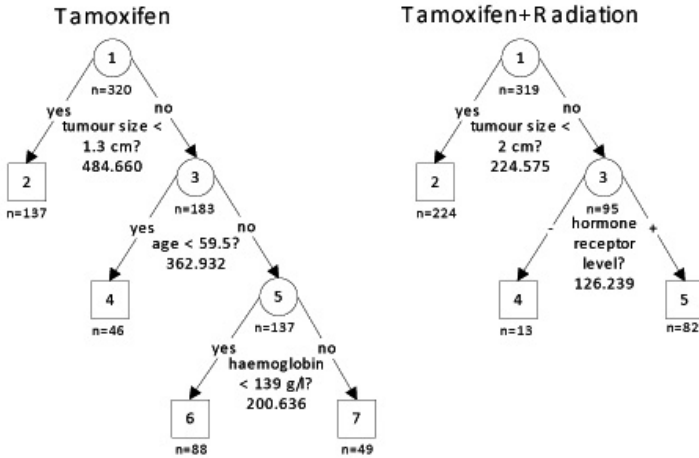 Tamoxifen
1
n=320
yes
no
tumour size <
1.3 cm?
484.660
2
n=137
3
n=183
yes
no
age < 59.5?
362.932
4
n=46
5
n=137
yes
no
haemoglobin
< 139 g/l?
200.636
6
n=88
7
n=49
Tamoxifen+Radiation
1
n=319
yes
no
tumour size <
2 cm?
224.575
2
n=224
3
n=95
-
hormone
+
receptor
level?
126.239
4
n=13
5
n=82